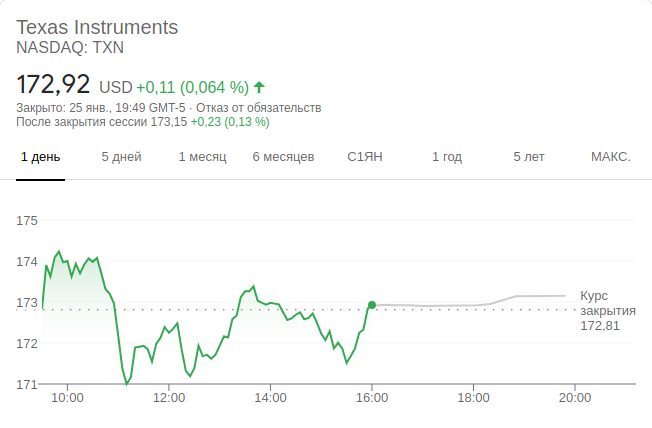 Texas Instruments
NASDAQ: TXN
172,92 USD +0,11 (0,064 %)
Закрыто: 25 янв., 19:49 GMT-5 · Отказ от обязательств
После закрытия сессии 173,15 +0,23 (0,13 %)
1 день 5 дней 1 месяц 6 месяцев С1ЯН 1 год 5 лет МАКС.
175
174
173
172
171
Курс
закрытия
172,81
10:00 12:00 14:00 16:00 18:00 20:00